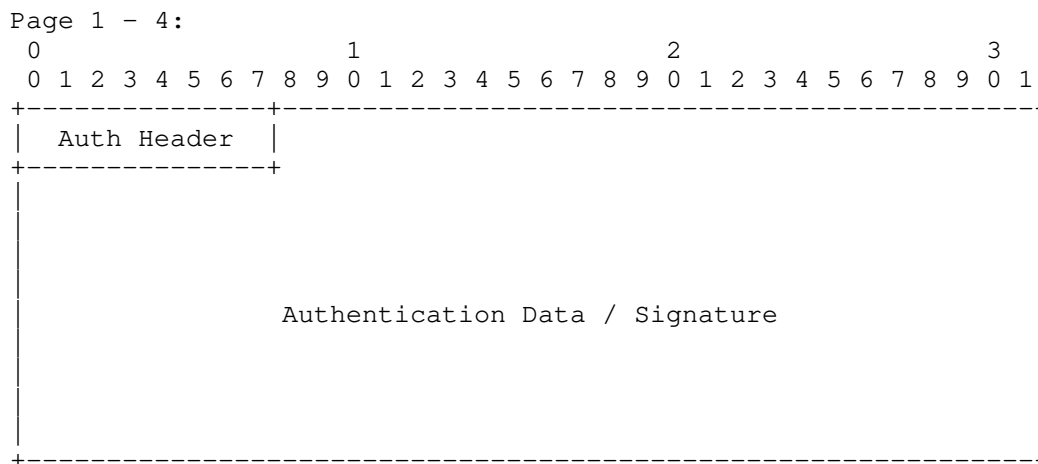 Page 1 - 4:
0                   1                   2                   3
0 1 2 3 4 5 6 7 8 9 0 1 2 3 4 5 6 7 8 9 0 1 2 3 4 5 6 7 8 9 0 1
Auth Header
Authentication Data / Signature